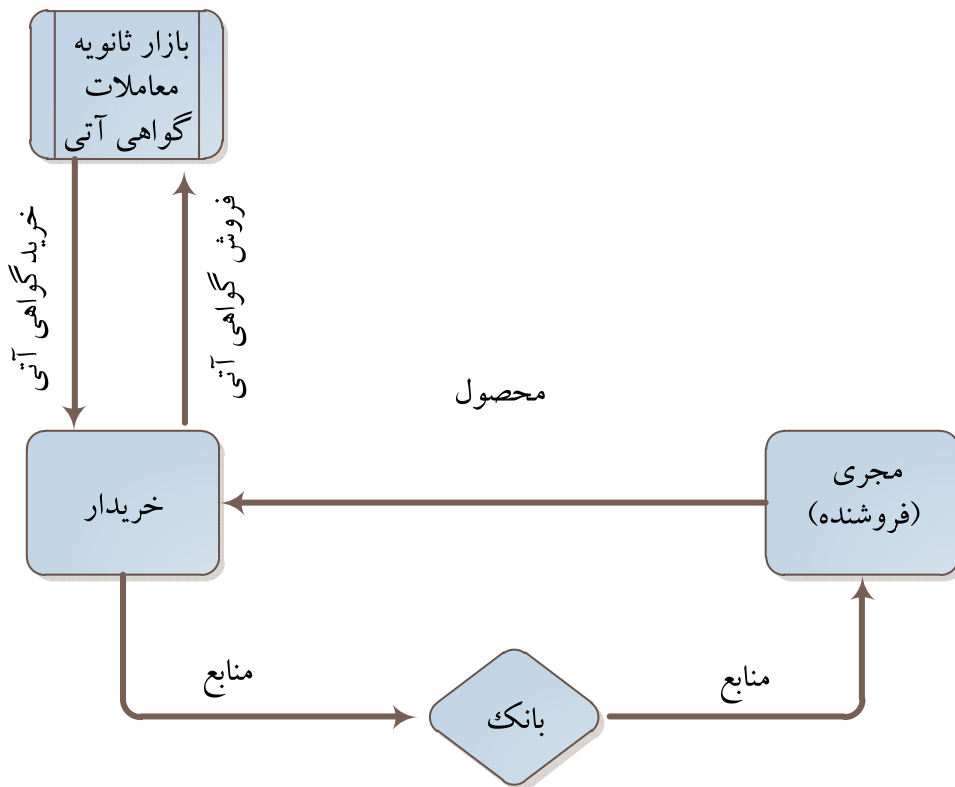 بازار ثانویه
معاملات
گواهی آتی
خرید گواهی آتی
فروش گواهی آتی
محصول
مجری
(فروشنده)
خریدار
منابع
منابع
بانک